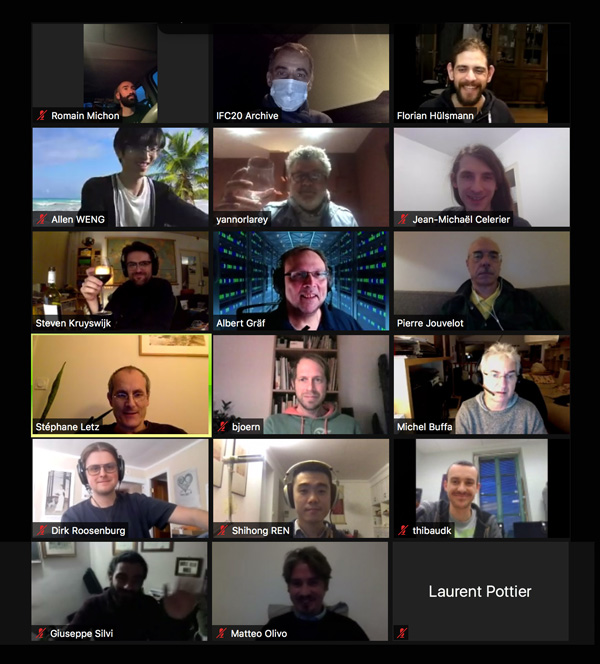 Romain Michon
IFC20 Archive
Florian Hülsmann
Allen WENG
yannorlarey
Jean-Michaël Celerier
Steven Kruyswijk
Albert Gräf
Pierre Jouvelot
Stéphane Letz
bjoern
Michel Buffa
Dirk Roosenburg
Shihong REN
thibaudk
Giuseppe Silvi
Matteo Olivo
Laurent Pottier